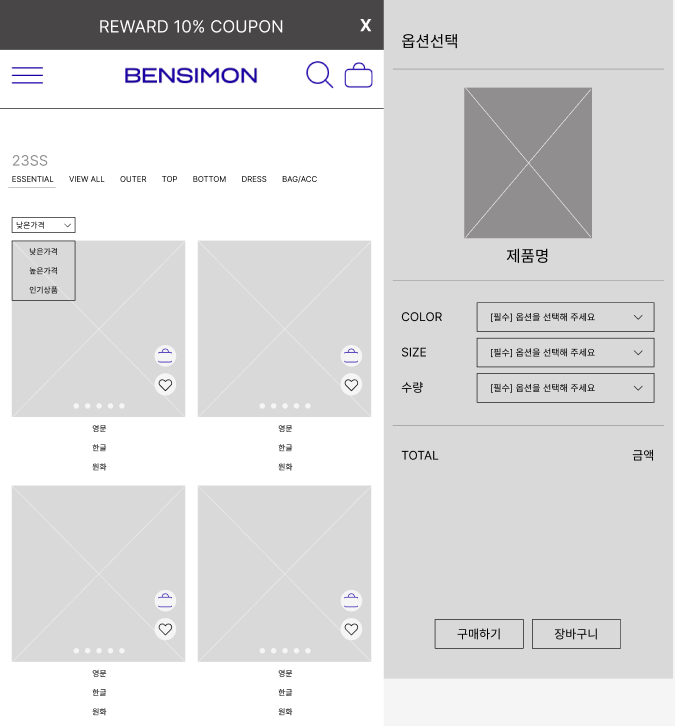 REWARD 10% COUPON X
BENSIMON
23SS
ESSENTIAL VIEW ALL OUTER TOP BOTTOM DRESS BAG/ACC
낮은가격
낮은가격
높은가격
인기상품
영문 영문
한글 한글
원화 원화
영문 영문
한글 한글
원화 원화
옵션선택
제품명
COLOR [필수] 옵션을 선택해 주세요
SIZE [필수] 옵션을 선택해 주세요
수량 [필수] 옵션을 선택해 주세요
TOTAL 금액
구매하기 장바구니